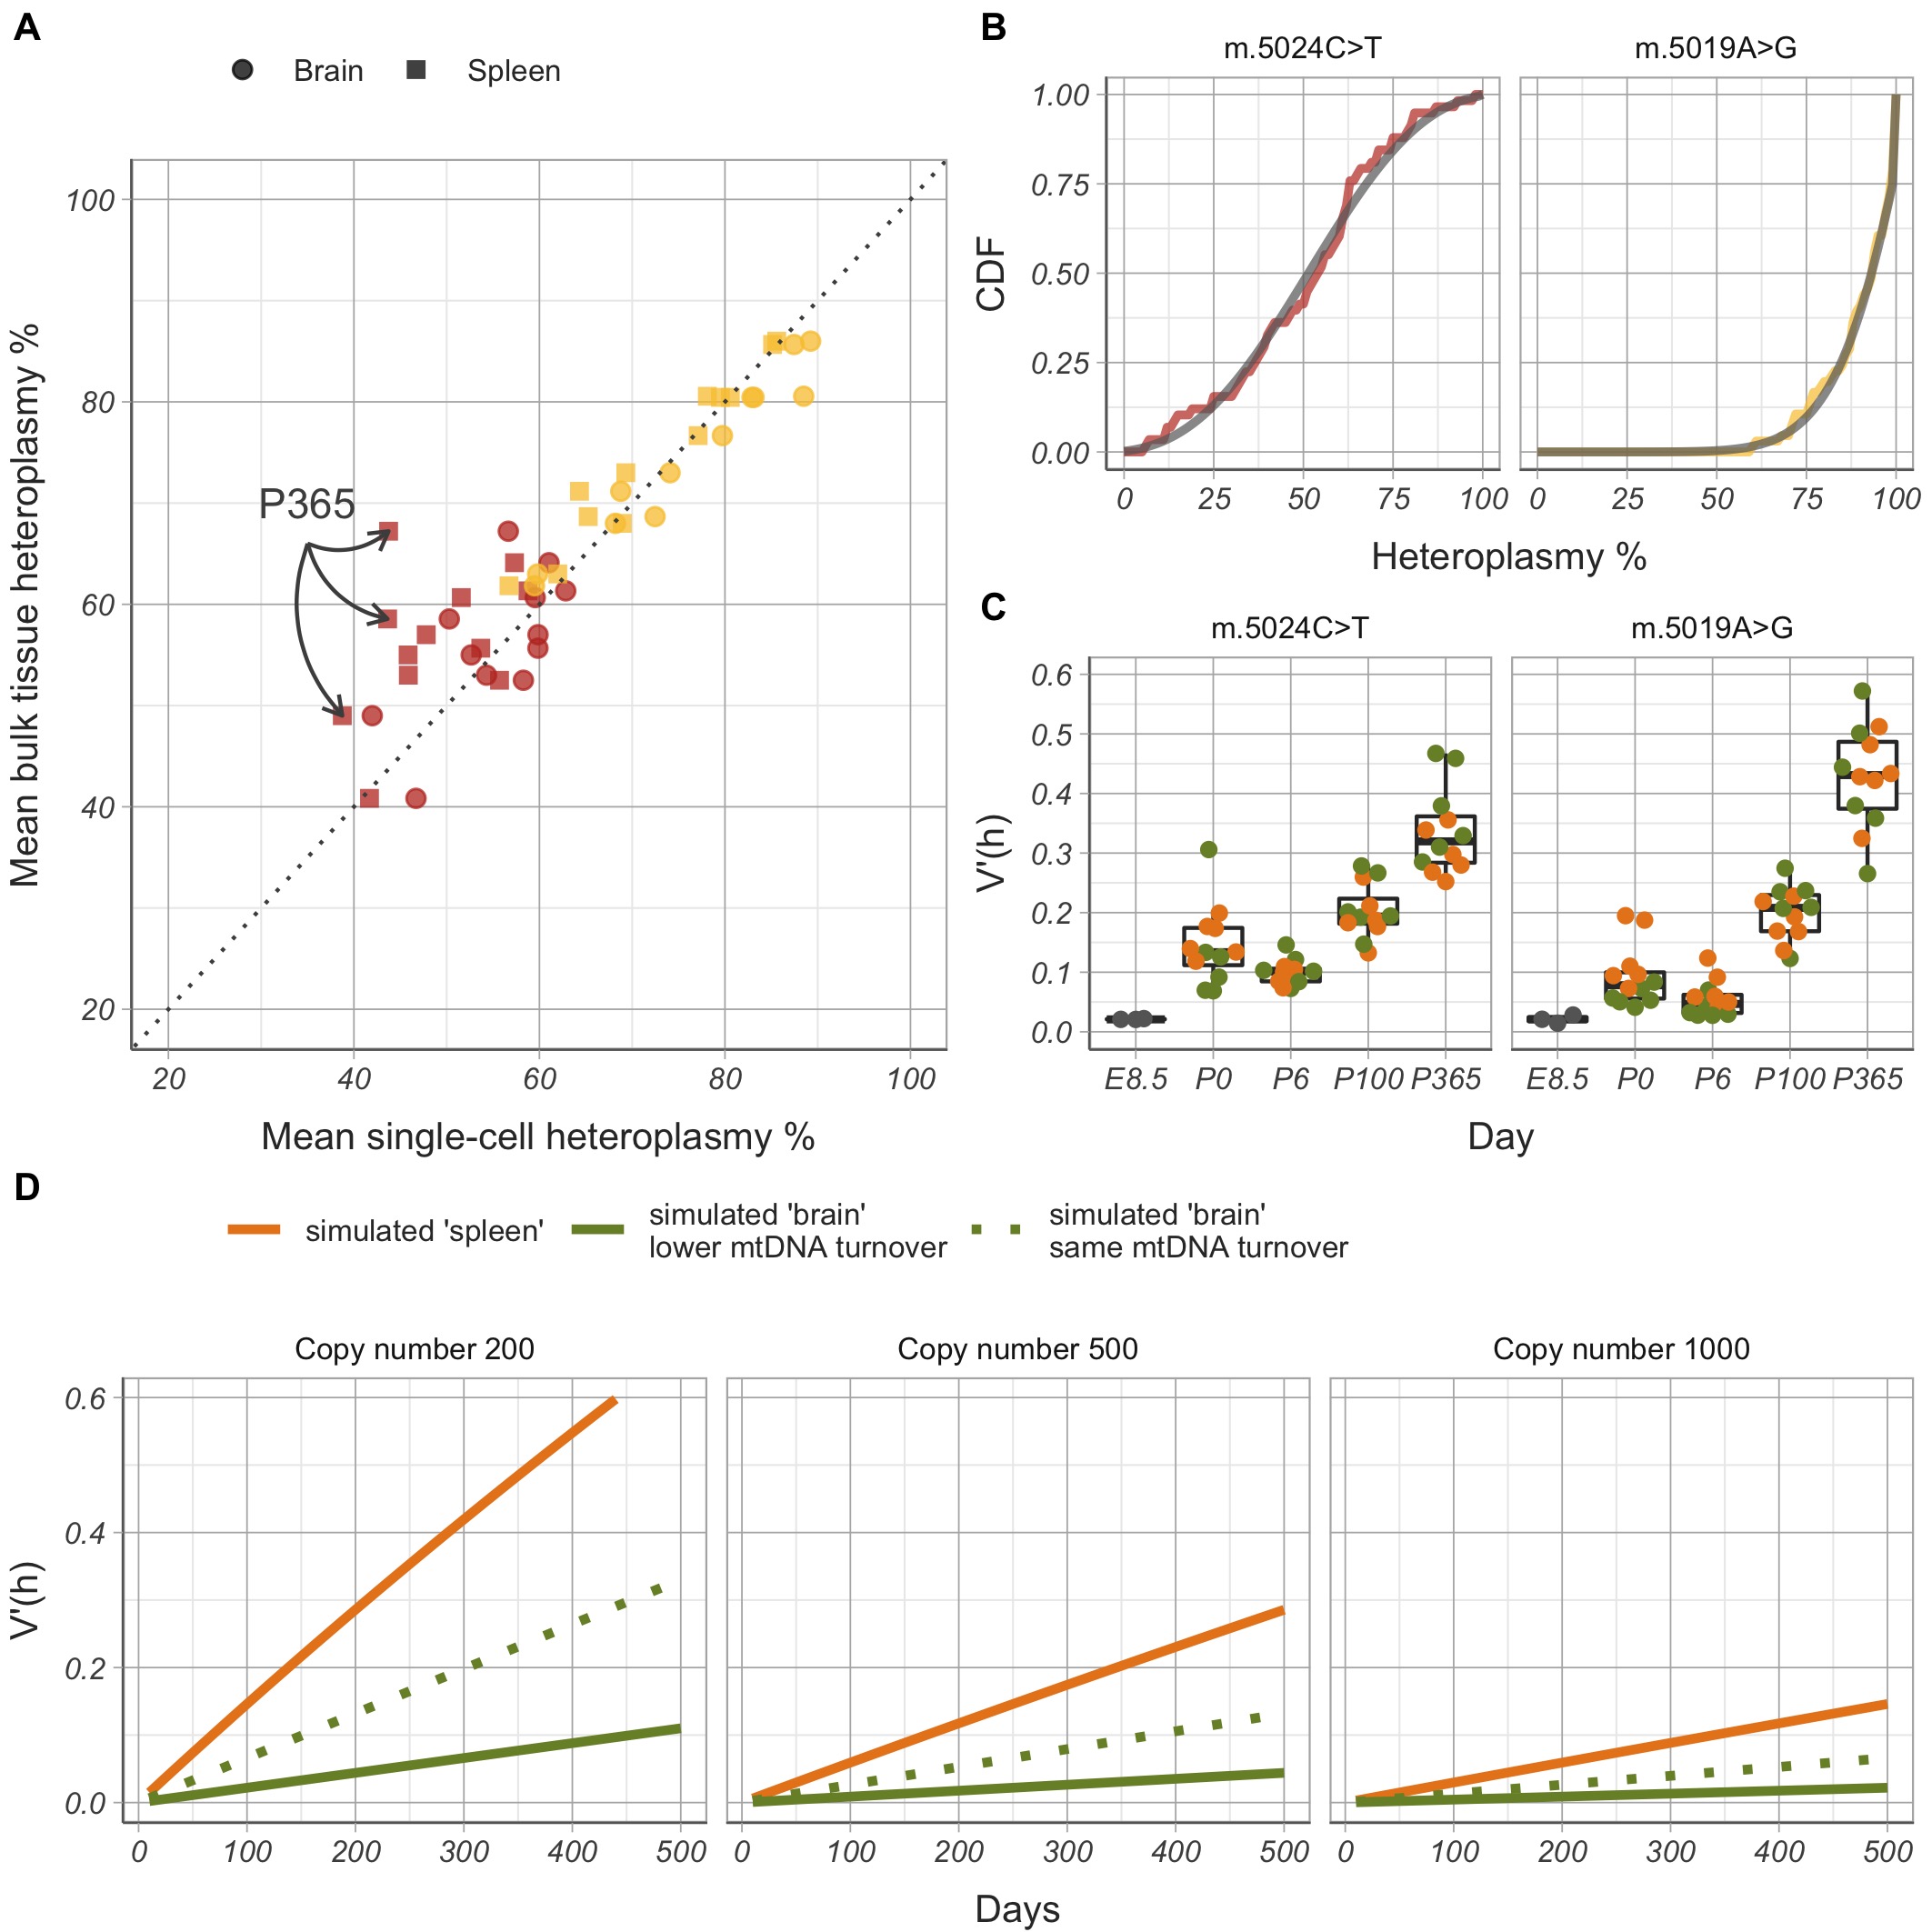 A
Brain
Spleen
100
80
60
40
20
Mean bulk tissue heteroplasmy %
P365
20 40 60 80 100
Mean single-cell heteroplasmy %
B
m.5024C>T m.5019A>G
1.00
0.75
0.50
0.25
0.00
CDF
0 25 50 75 100 0 25 50 75 100
Heteroplasmy %
C
m.5024C>T m.5019A>G
0.6
0.5
0.4
0.3
0.2
0.1
0.0
V'(h)
E8.5 P0 P6 P100 P365 E8.5 P0 P6 P100 P365
Day
D
simulated 'spleen'
simulated 'brain'
lower mtDNA turnover
simulated 'brain'
same mtDNA turnover
Copy number 200 Copy number 500 Copy number 1000
0.6
0.4
0.2
0.0
V'(h)
0 100 200 300 400 500 0 100 200 300 400 500 0 100 200 300 400 500
Days